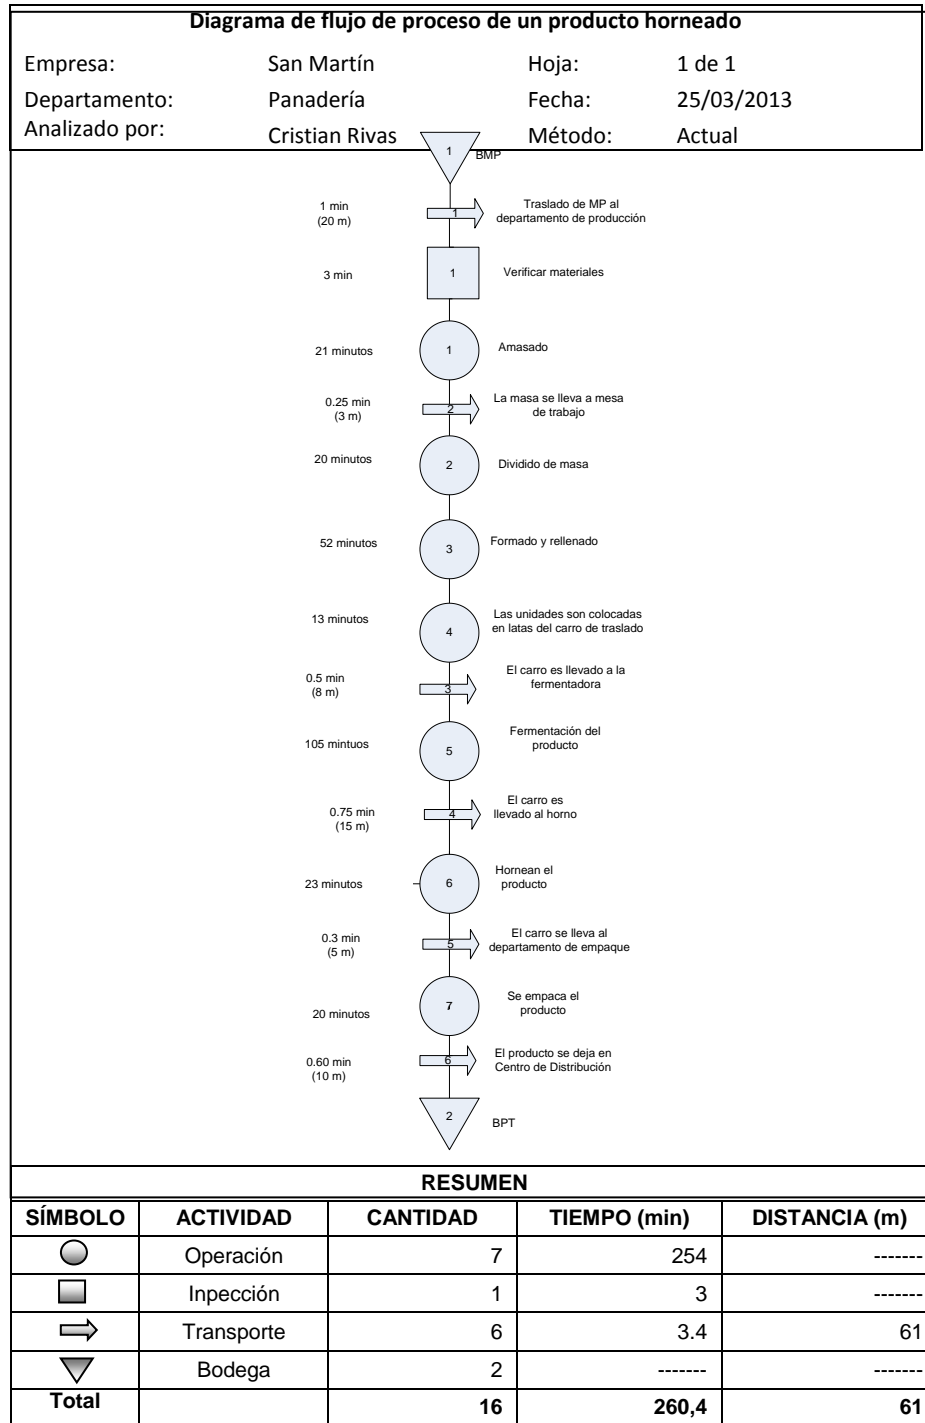 Diagrama de flujo de proceso de un producto horneado
Empresa: San Martín Hoja: 1 de 1
Departamento: Panadería Fecha: 25/03/2013
Analizado por: Cristian Rivas Método: Actual
1 BMP
1 min
(20 m)
1
Traslado de MP al
departamento de producción
3 min
1
Verificar materiales
21 minutos
1
Amasado
0.25 min
(3 m)
2
La masa se lleva a mesa
de trabajo
20 minutos
2
Dividido de masa
52 minutos
3
Formado y rellenado
13 minutos
4
Las unidades son colocadas
en latas del carro de traslado
0.5 min
(8 m)
3
El carro es llevado a la
fermentadora
105 mintuos
5
Fermentación del
producto
0.75 min
(15 m)
4
El carro es
llevado al horno
23 minutos
6
Hornean el
producto
0.3 min
(5 m)
5
El carro se lleva al
departamento de empaque
20 minutos
7
Se empaca el
producto
0.60 min
(10 m)
6
El producto se deja en
Centro de Distribución
2
BPT
RESUMEN
SÍMBOLO ACTIVIDAD CANTIDAD TIEMPO (min) DISTANCIA (m)
Operación 7 254 -------
Inpección 1 3 -------
Transporte 6 3.4 61
Bodega 2 ------- -------
Total 16 260,4 61